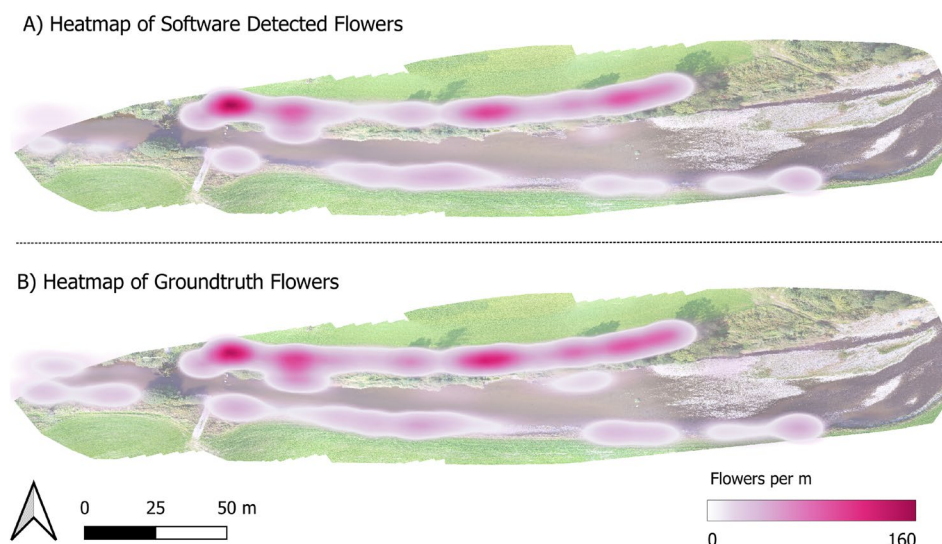 A) Heatmap of Software Detected Flowers
B) Heatmap of Groundtruth Flowers
0 25 50 m
Flowers per m
0 160